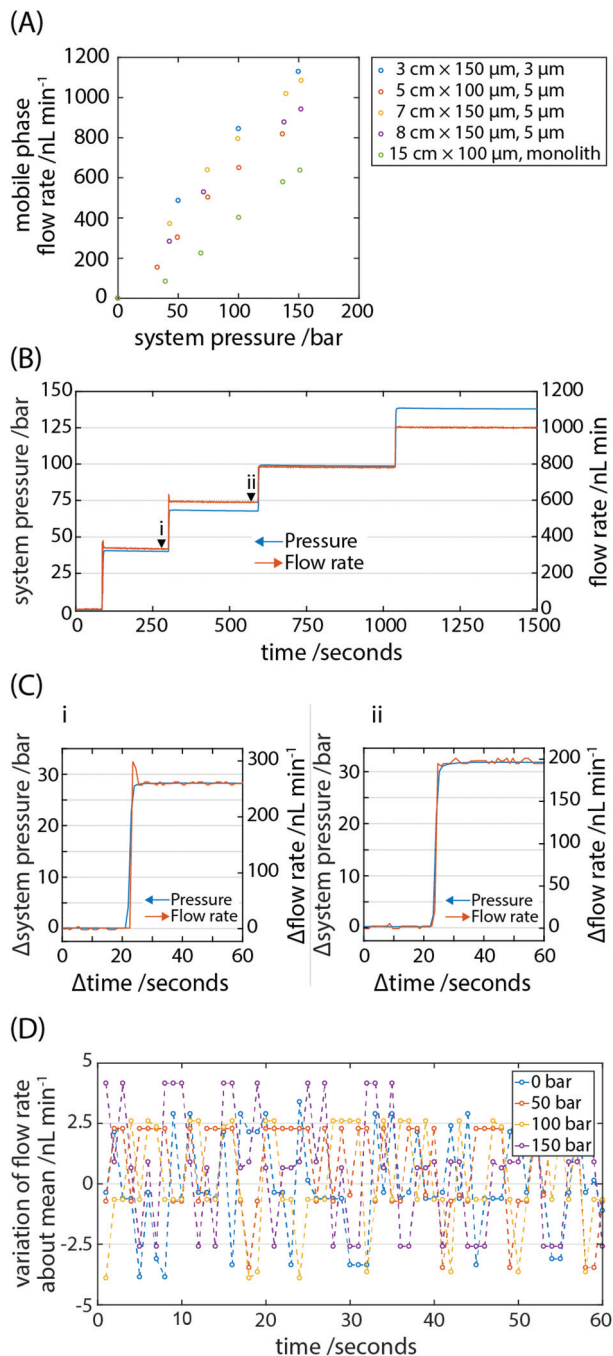 (A)
mobile phase
flow rate /nL min⁻¹
1200
1000
800
600
400
200
0
0 50 100 150 200
system pressure /bar
3 cm × 150 µm, 3 µm
5 cm × 100 µm, 5 µm
7 cm × 150 µm, 5 µm
8 cm × 150 µm, 5 µm
15 cm × 100 µm, monolith
(B)
system pressure /bar
150
125
100
75
50
25
0
i
ii
Pressure
Flow rate
1200
1000
800
600
400
200
0
flow rate /nL min
0 250 500 750 1000 1250 1500
time /seconds
(C)
i
Δsystem pressure /bar
30
20
10
0
Pressure
Flow rate
300
200
100
0
Δflow rate /nL min⁻¹
0 20 40 60
Δtime /seconds
ii
Δsystem pressure /bar
30
20
10
0
Pressure
Flow rate
200
150
100
50
0
Δflow rate /nL min⁻¹
0 20 40 60
Δtime /seconds
(D)
variation of flow rate
about mean /nL min⁻¹
5
2.5
0
-2.5
-5
0 bar
50 bar
100 bar
150 bar
0 10 20 30 40 50 60
time /seconds